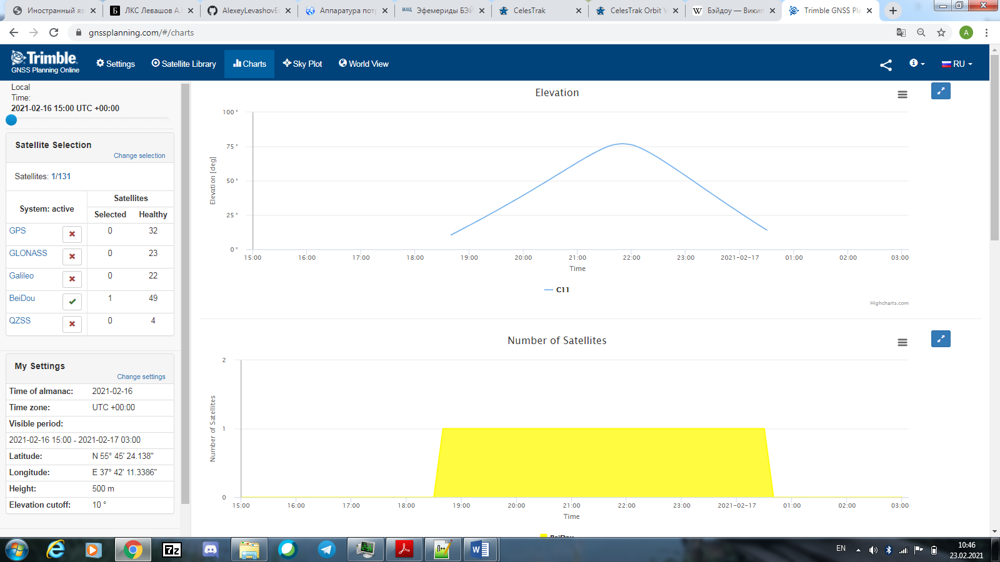 Иностранный яз
ЛКС Левашов А.
AlexeyLevashovE
Аппаратура пот
ИАЦ Эфемериды БЭЙ
CelesTrak
CelesTrak Orbit V
W Бэйдоу — Викип
Trimble GNSS Pla
gnssplanning.com/#/charts
A
Trimble.
GNSS Planning Online
Settings
Satellite Library
Charts
Sky Plot
World View
RU
Local
Time:
2021-02-16 15:00 UTC +00:00
Satellite Selection
Change selection
Satellites: 1/131
System: active
Satellites
Selected Healthy
GPS 0 32
GLONASS 0 23
Galileo 0 22
BeiDou 1 49
QZSS 0 4
My Settings
Change settings
Time of almanac: 2021-02-16
Time zone: UTC +00:00
Visible period:
2021-02-16 15:00 - 2021-02-17 03:00
Latitude: N 55° 45' 24.138"
Longitude: E 37° 42' 11.3386"
Height: 500 m
Elevation cutoff: 10 °
Elevation
Elevation [deg]
100 °
75 °
50 °
25 °
0 °
15:00 16:00 17:00 18:00 19:00 20:00 21:00 22:00 23:00 2021-02-17 01:00 02:00 03:00
Time
C11
Highcharts.com
Number of Satellites
Number of Satellites
2
1
0
15:00 16:00 17:00 18:00 19:00 20:00 21:00 22:00 23:00 2021-02-17 01:00 02:00 03:00
Time
BeiDou
7z
EN
10:46
23.02.2021